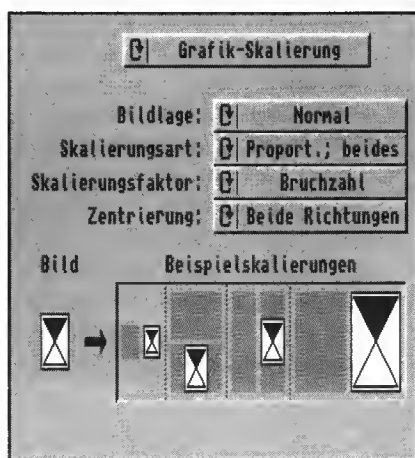 Grafik-Skalierung
Bildlage: Normal
Skalierungsart: Proport.; beides
Skalierungsfaktor: Bruchzahl
Zentrierung: Beide Richtungen
Bild Beispielskalierungen